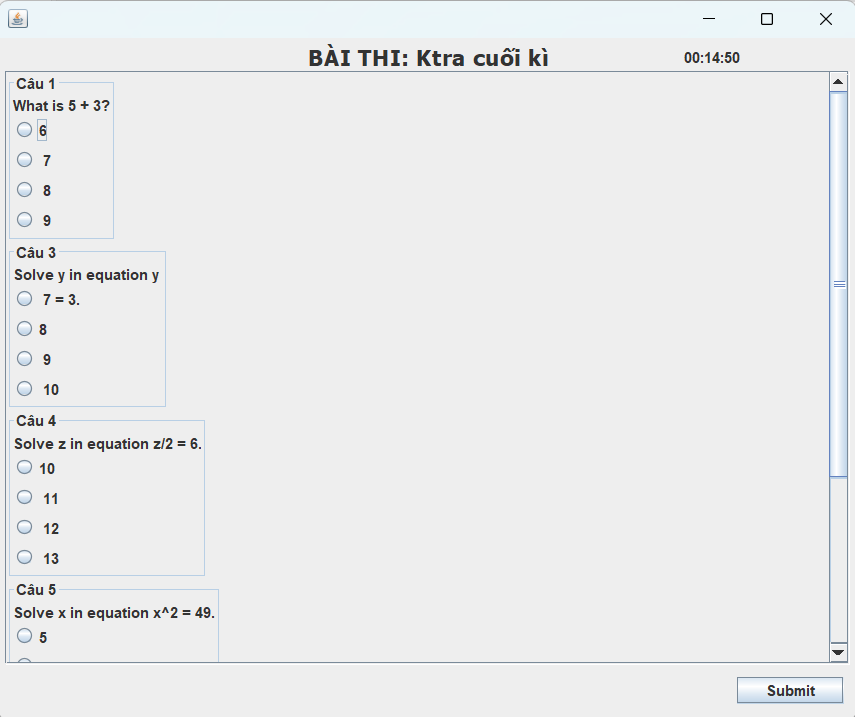 BÀI THI: Ktra cuối kì
00:14:50
Câu 1
What is 5 + 3?
6
7
8
9
Câu 3
Solve y in equation y
7 = 3.
8
9
10
Câu 4
Solve z in equation z/2 = 6.
10
11
12
13
Câu 5
Solve x in equation x^2 = 49.
5
Submit